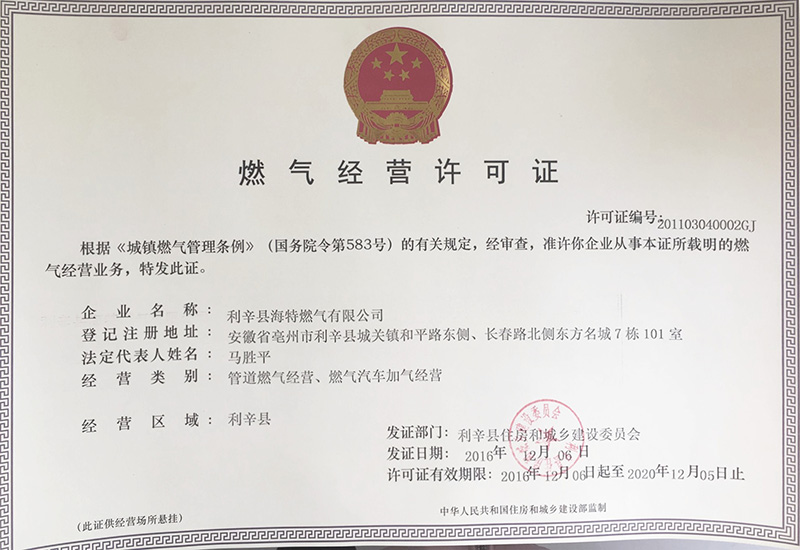 燃气经营许可证
许可证编号:201103040002GJ
根据《城镇燃气管理条例》（国务院令第583号）的有关规定，经审查，准许你企业从事本证所载明的燃
气经营业务，特发此证。
企业名称：利辛县海特燃气有限公司
登记注册地址：安徽省亳州市利辛县城关镇和平路东侧、长春路北侧东方名城7栋101室
法定代表人姓名：马胜平
经营类别：管道燃气经营、燃气汽车加气经营
经营区域：利辛县
发证部门：利辛县住房和城乡建设委员会
发证日期：2016年12月06日
许可证有效期限：2016年12月06日起至2020年12月05日止
（此证供经营场所悬挂）
中华人民共和国住房和城乡建设部监制